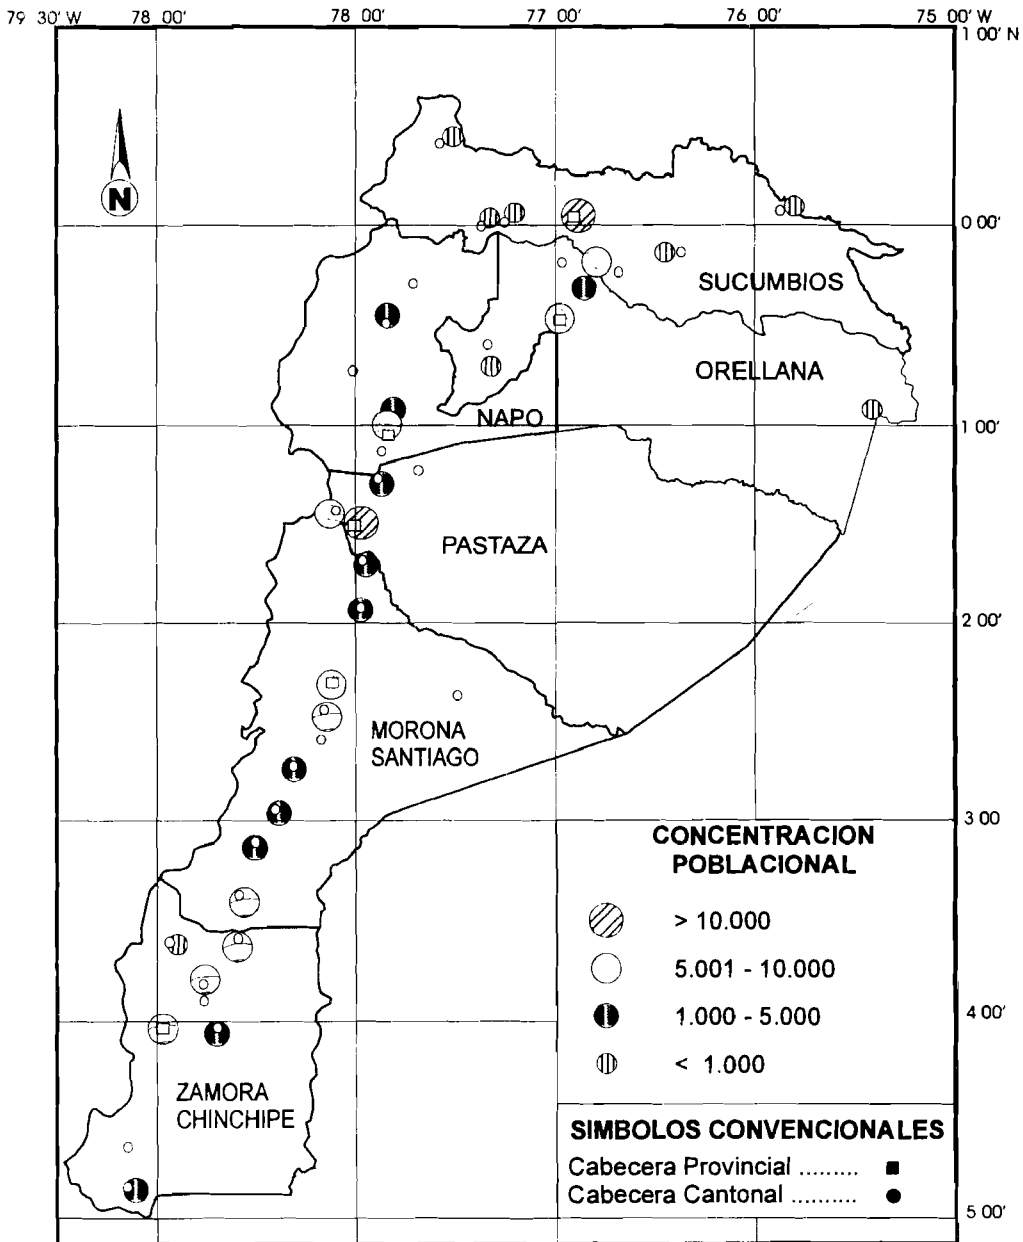 79 30' W
78 00'
78 00'
77 00'
76 00'
75 00' W
1 00' N
N
0 00'
SUCUMBIOS
ORELLANA
NAPO
1 00'
PASTAZA
2 00'
MORONA
SANTIAGO
3 00
CONCENTRACION
POBLACIONAL
> 10.000
5.001 - 10.000
1.000 - 5.000
< 1.000
4 00'
ZAMORA
CHINCHIPE
SIMBOLOS CONVENCIONALES
Cabecera Provincial .........
Cabecera Cantonal ..........
5 00'